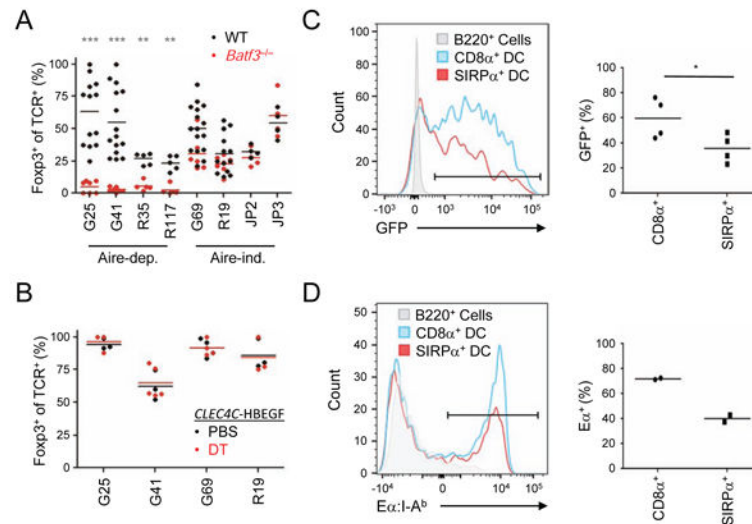 A
WT
Batf3–/–
*** *** ** **
Foxp3+ of TCR+ (%)
100
75
50
25
0
G25
G41
R35
R117
G69
R19
JP2
JP3
Aire-dep.
Aire-ind.
B
Foxp3+ of TCR+ (%)
100
75
50
25
0
CLEC4C-HBEGF
PBS
DT
G25
G41
G69
R19
C
B220+ Cells
CD8α+ DC
SIRPα+ DC
Count
100
80
60
40
20
0
-10³ 0 10³ 10⁴ 10⁵
GFP
*
GFP+ (%)
100
80
60
40
20
0
CD8α+
SIRPα+
D
B220+ Cells
CD8α+ DC
SIRPα+ DC
Count
50
40
30
20
10
0
-10⁴ 0 10⁴ 10⁵
Eα:I-Aᵇ
Eα+ (%)
100
80
60
40
20
0
CD8α+
SIRPα+